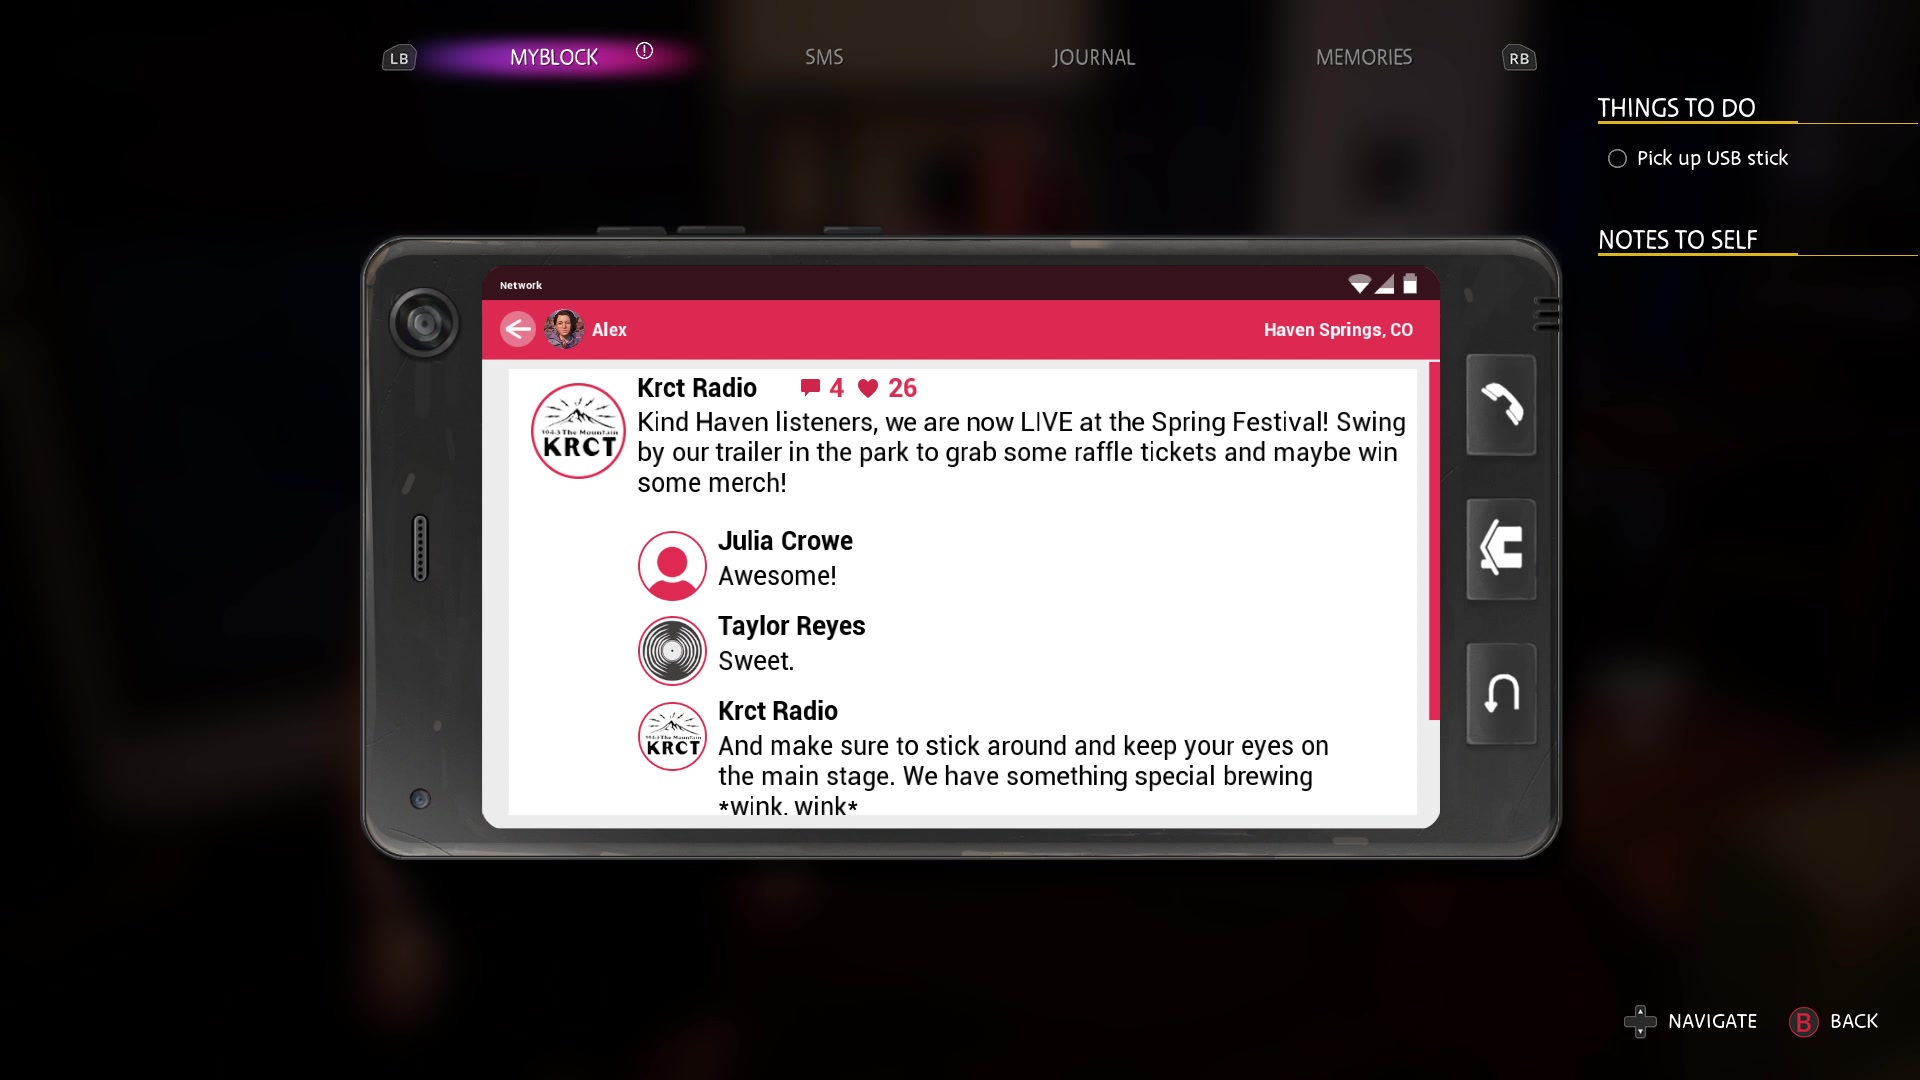 LB
MYBLOCK
SMS
JOURNAL
MEMORIES
RB
THINGS TO DO
Pick up USB stick
NOTES TO SELF
Network
Alex
Haven Springs, CO
Krct Radio 4 26
Kind Haven listeners, we are now LIVE at the Spring Festival! Swing
by our trailer in the park to grab some raffle tickets and maybe win
some merch!
KRCT
Julia Crowe
Awesome!
Taylor Reyes
Sweet.
Krct Radio
KRCT
And make sure to stick around and keep your eyes on
the main stage. We have something special brewing
*wink, wink*
NAVIGATE
B BACK